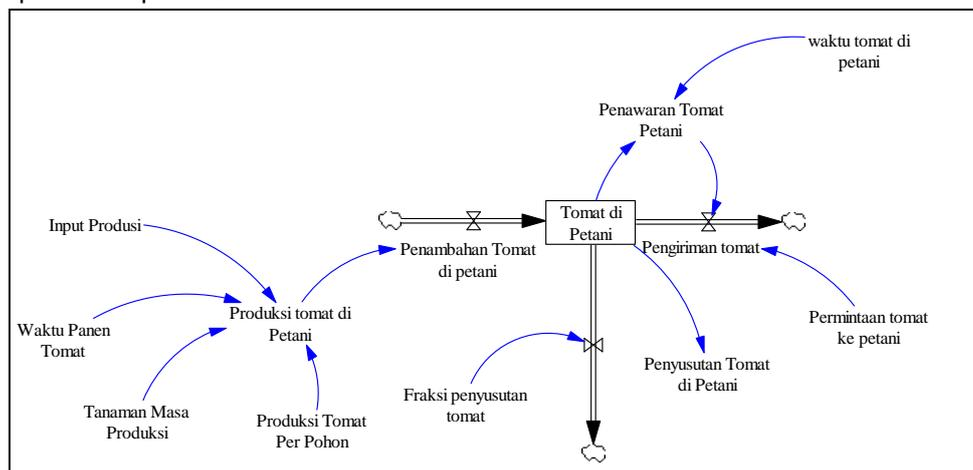 waktu tomat di
petani
Penawaran Tomat
Petani
Input Produsi
Tomat di
Petani
Penambahan Tomat
di petani
Pengiriman tomat
Produksi tomat di
Petani
Waktu Panen
Tomat
Permintaan tomat
ke petani
Penyusutan Tomat
di Petani
Fraksi penyusutan
tomat
Tanaman Masa
Produksi
Produksi Tomat
Per Pohon